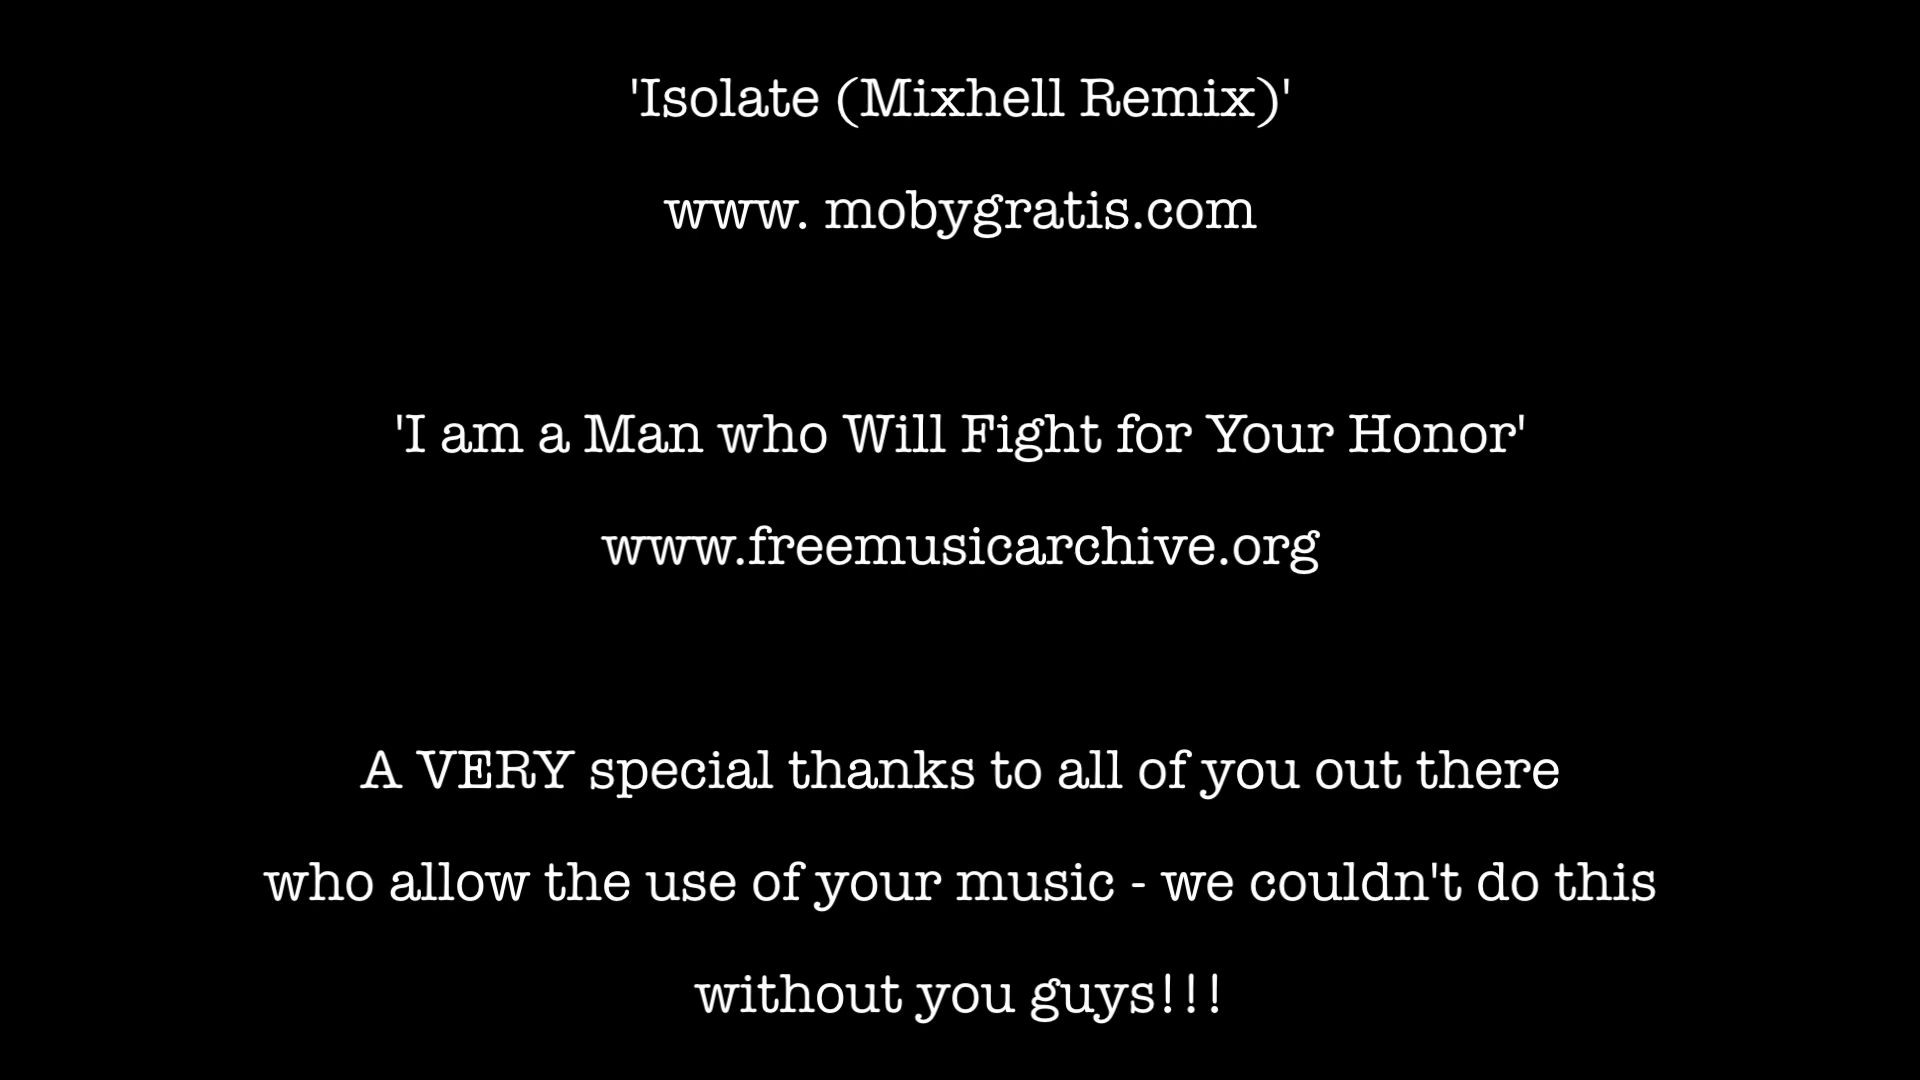 'Isolate (Mixhell Remix)'
www. mobygratis.com
'I am a Man who Will Fight for Your Honor'
www.freemusicarchive.org
A VERY special thanks to all of you out there
who allow the use of your music - we couldn't do this
without you guys!!!